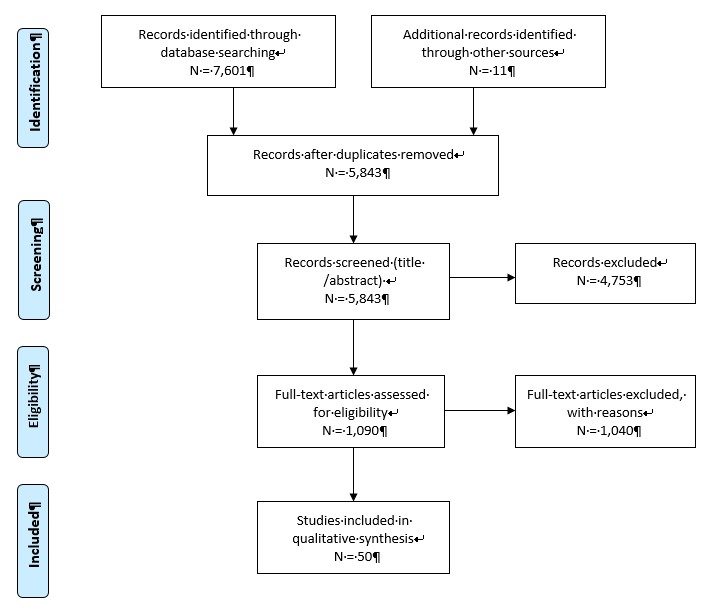 Identification¶
Records·identified·through·
database·searching↵
N·=·7,601¶
Additional·records·identified·
through·other·sources↵
N·=·11¶
Records·after·duplicates·removed↵
N·=·5,843¶
Screening¶
Records·screened·(title·
/abstract)·↵
N·=·5,843¶
Records·excluded↵
N·=·4,753¶
Eligibility¶
Full-text·articles·assessed·
for·eligibility↵
N·=·1,090¶
Full-text·articles·excluded,·
with·reasons↵
N·=·1,040¶
Included¶
Studies·included·in·
qualitative·synthesis↵
N·=·50¶